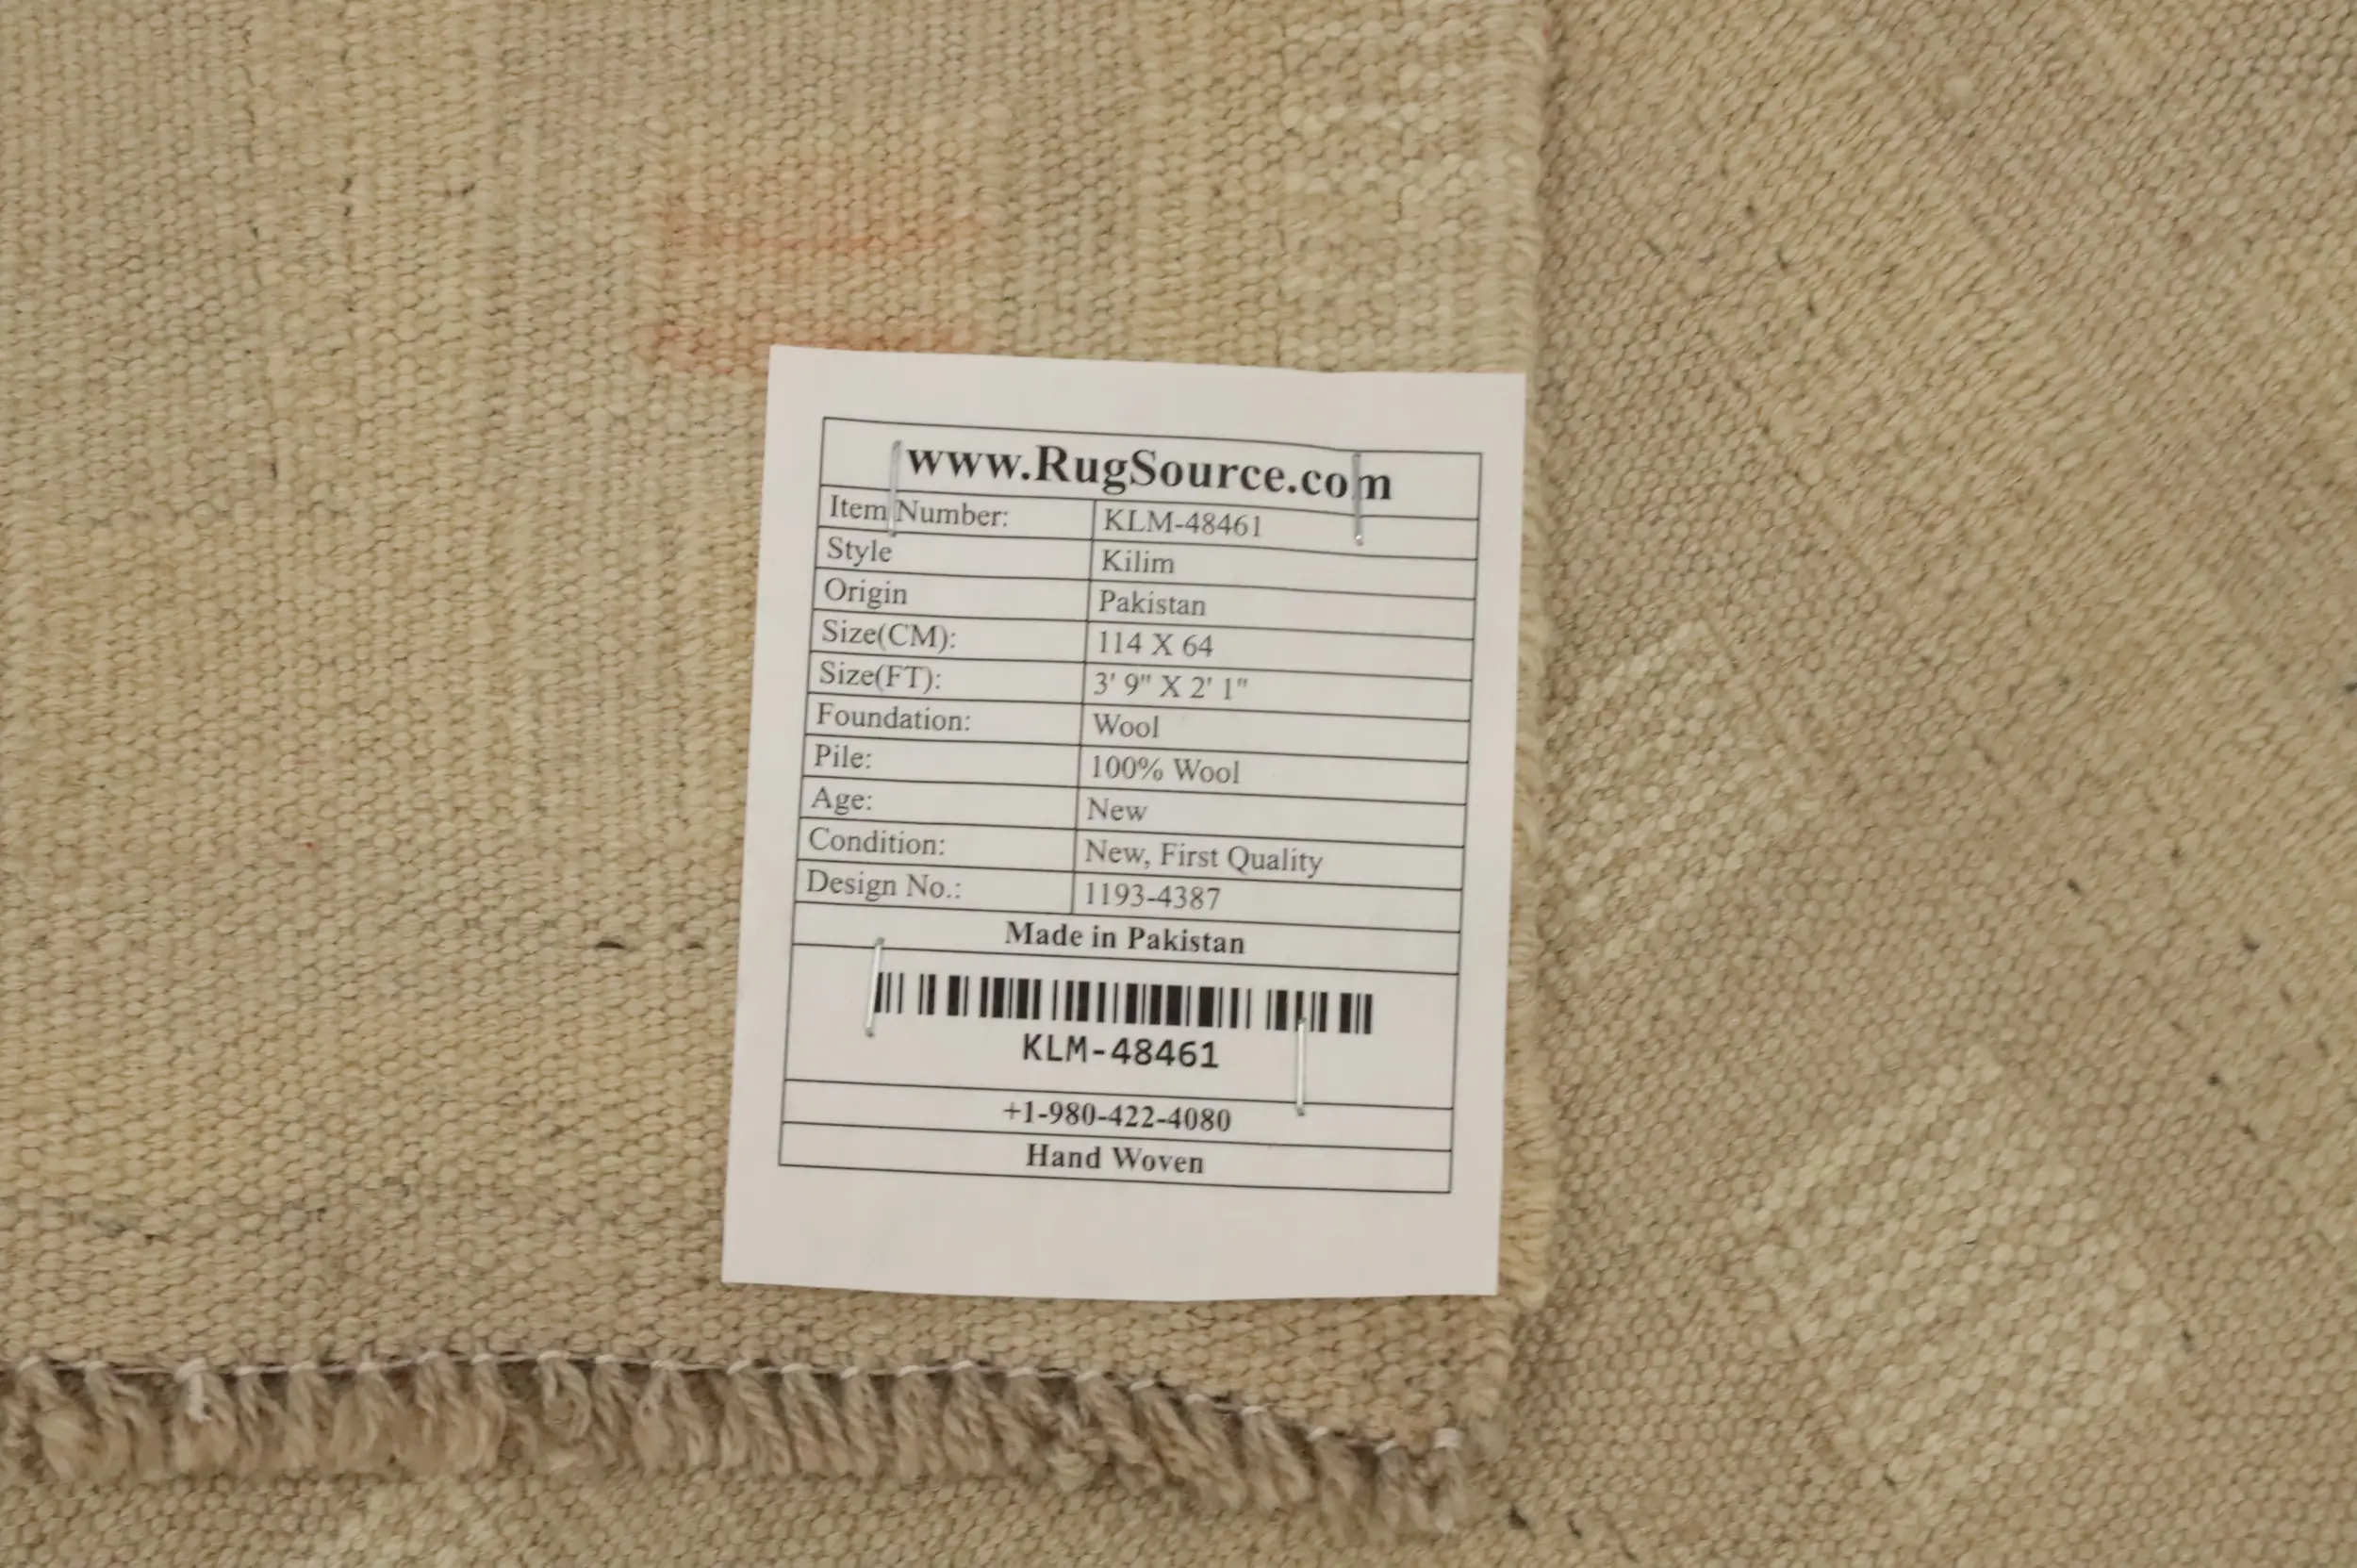 www.RugSource.com
Item Number: KLM-48461
Style Kilim
Origin Pakistan
Size(CM): 114 X 64
Size(FT): 3' 9" X 2' 1"
Foundation: Wool
Pile: 100% Wool
Age: New
Condition: New, First Quality
Design No.: 1193-4387
Made in Pakistan
KLM-48461
+1-980-422-4080
Hand Woven